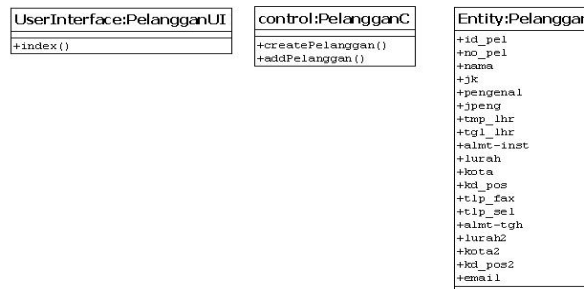 UserInterface:PelangganUI
+index()
control:PelangganC
+createPelanggan()
+addPelanggan()
Entity:Pelanggan
+id_pel
+no_pel
+nama
+jk
+pengenal
+jpeng
+tmp_lhr
+tgl_lhr
+almt-inst
+lurah
+kota
+kd_pos
+tlp_fax
+tlp_sel
+almt-tgh
+lurah2
+kota2
+kd_pos2
+email